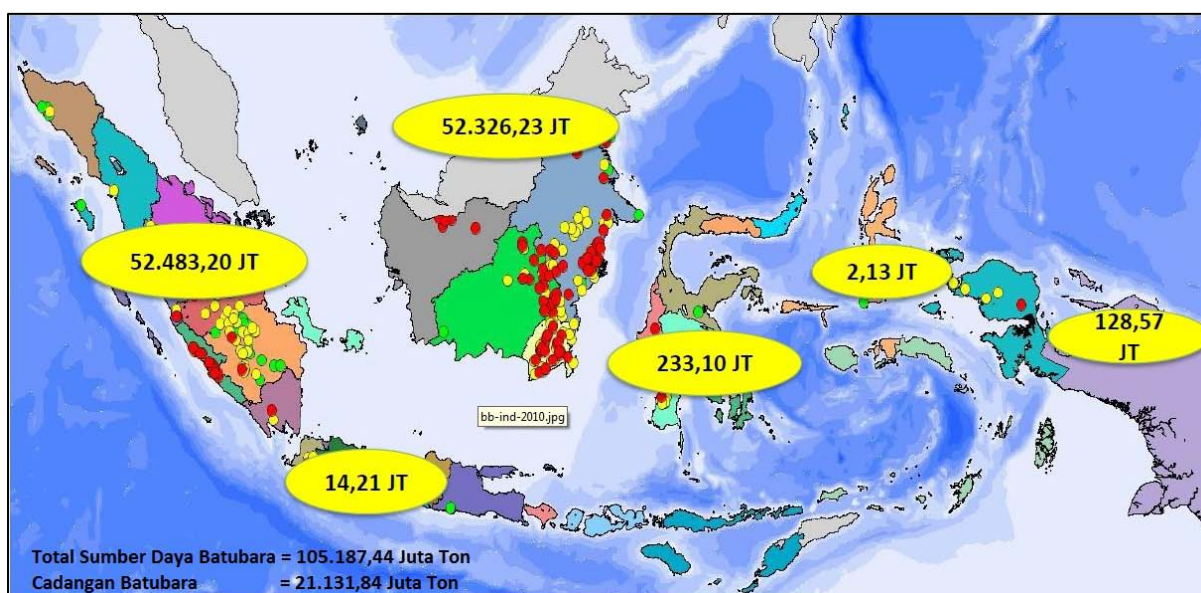 52.326,23 JT
52.483,20 JT
2,13 JT
128,57
JT
233,10 JT
bb-ind-2010.jpg
14,21 JT
Total Sumber Daya Batubara = 105.187,44 Juta Ton
Cadangan Batubara = 21.131,84 Juta Ton